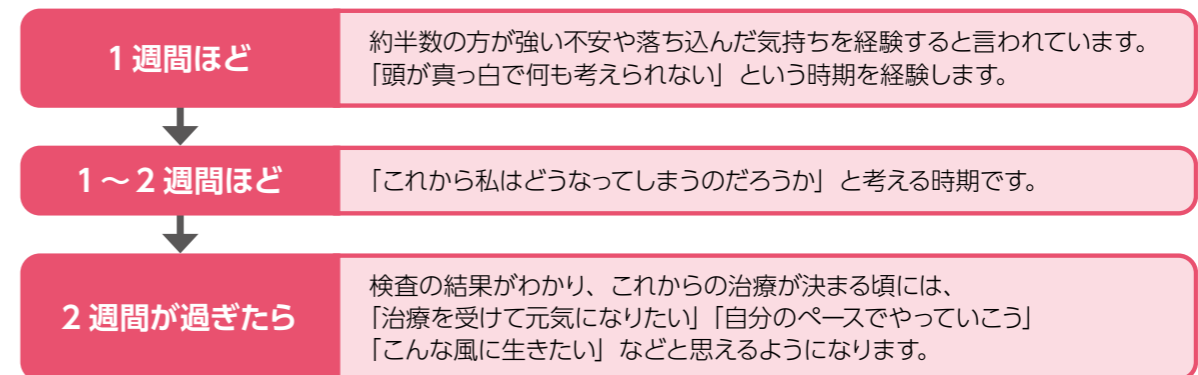 1週間ほど
約半数の方が強い不安や落ち込んだ気持ちを経験すると言われています。
「頭が真っ白で何も考えられない」という時期を経験します。
1~2週間ほど
「これから私はどうなってしまうのだろうか」と考える時期です。
2週間が過ぎたら
検査の結果がわかり、これからの治療が決まる頃には、
「治療を受けて元気になりたい」「自分のペースでやっていこう」
「こんな風に生きたい」などと思えるようになります。